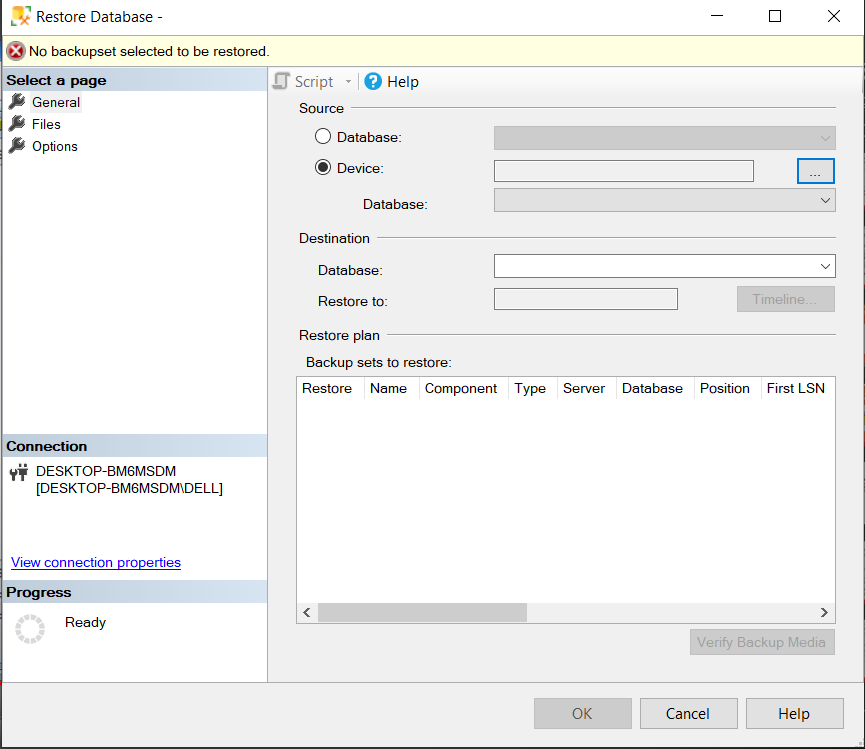 Restore Database -
No backupset selected to be restored.
Select a page
General
Files
Options
Script
Help
Source
Database:
Device:
...
Database:
Destination
Database:
Restore to:
Timeline...
Restore plan
Backup sets to restore:
Restore Name Component Type Server Database Position First LSN
Verify Backup Media
Connection
DESKTOP-BM6MSDM
[DESKTOP-BM6MSDM\DELL]
View connection properties
Progress
Ready
OK Cancel Help